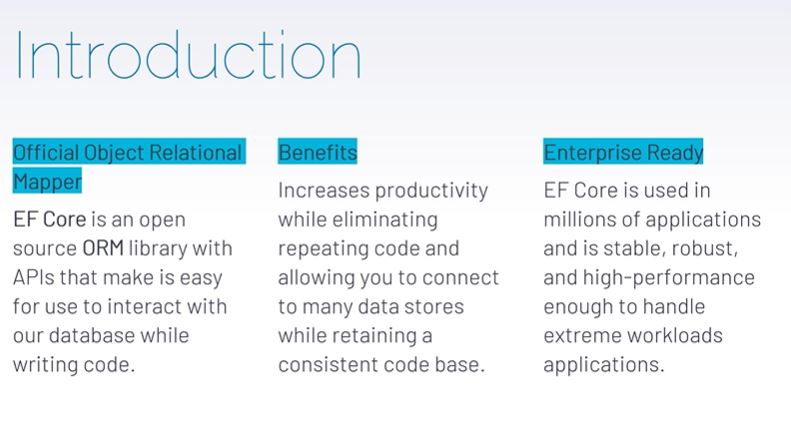 Introduction
Official Object Relational
Mapper
EF Core is an open
source ORM library with
APIs that make is easy
for use to interact with
our database while
writing code.
Benefits
Increases productivity
while eliminating
repeating code and
allowing you to connect
to many data stores
while retaining a
consistent code base.
Enterprise Ready
EF Core is used in
millions of applications
and is stable, robust,
and high-performance
enough to handle
extreme workloads
applications.